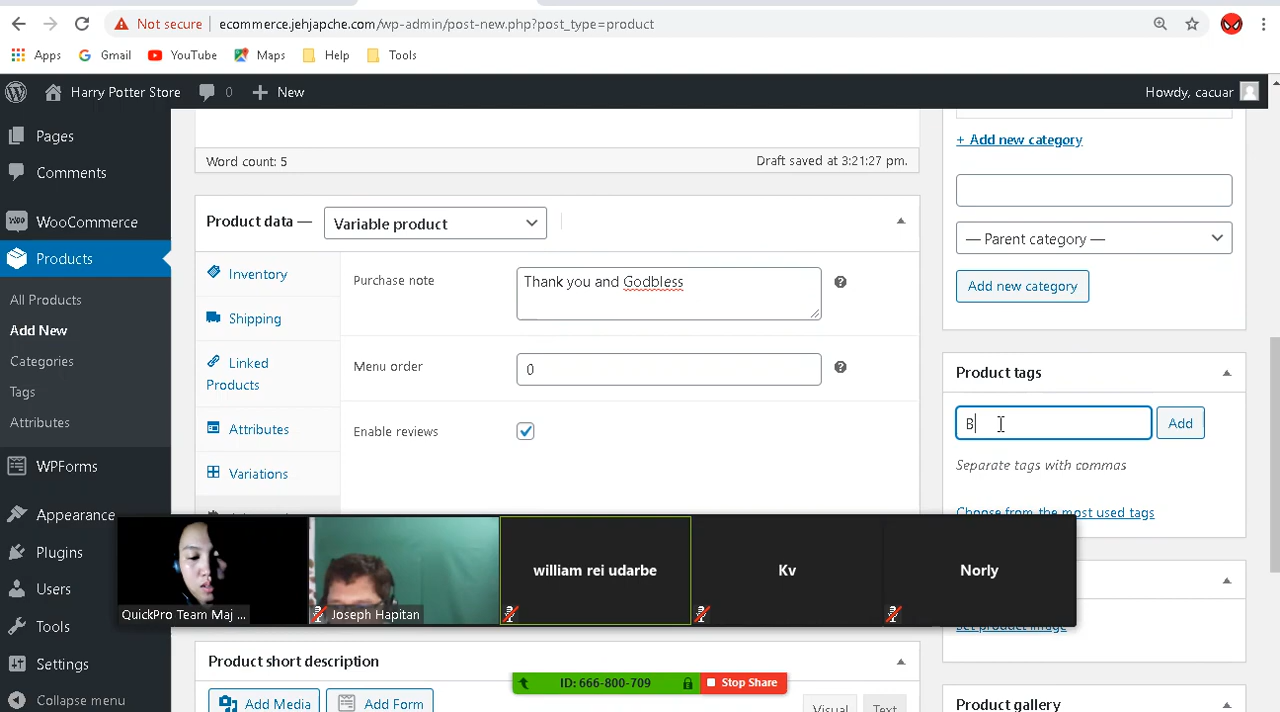 Not secure ecommerce.jehjapche.com/wp-admin/post-new.php?post_type=product
Apps Gmail YouTube Maps Help Tools
Harry Potter Store 0 New Howdy, cacuar
Pages
Comments
WooCommerce
Products
All Products
Add New
Categories
Tags
Attributes
WPForms
Appearance
Plugins
Users
Tools
Settings
Collapse menu
Word count: 5 Draft saved at 3:21:27 pm.
Product data — Variable product
Inventory
Shipping
Linked
Products
Attributes
Variations
Purchase note Thank you and Godbless
Menu order 0
Enable reviews
+ Add new category
— Parent category —
Add new category
Product tags
B Add
Separate tags with commas
Choose from the most used tags
Set product image
QuickPro Team Maj ...
Joseph Hapitan
william rei udarbe
Kv
Norly
Product short description
ID: 666-800-709 Stop Share
Add Media Add Form Visual Text
Product gallery